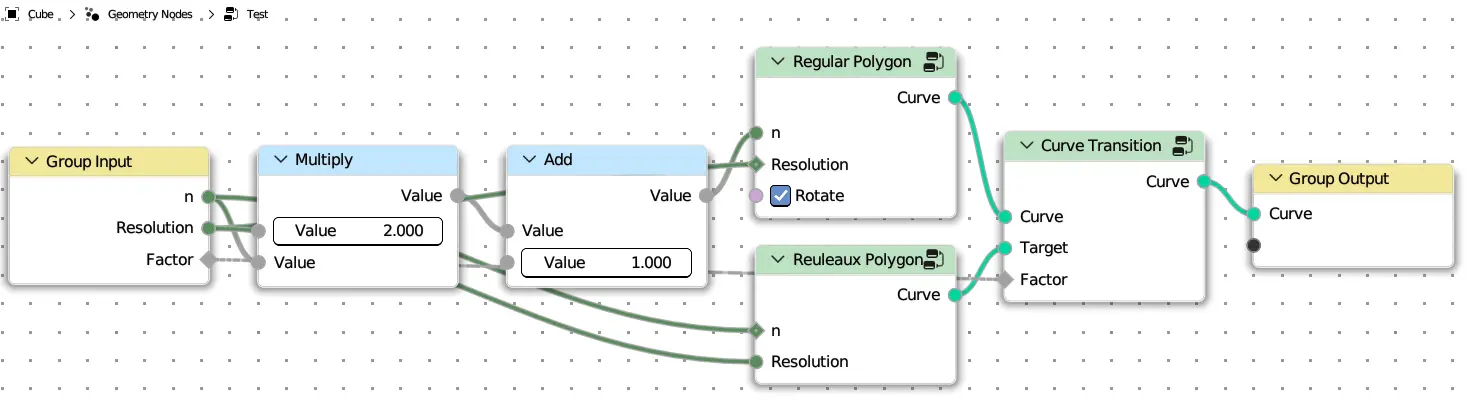 Cube > Geometry Nodes > Test
Group Input
n
Resolution
Factor
Multiply
Value
Value 2.000
Value
Add
Value
Value
Value 1.000
Regular Polygon
Curve
n
Resolution
Rotate
Reuleaux Polygon
Curve
n
Resolution
Curve Transition
Curve
Curve
Target
Factor
Group Output
Curve